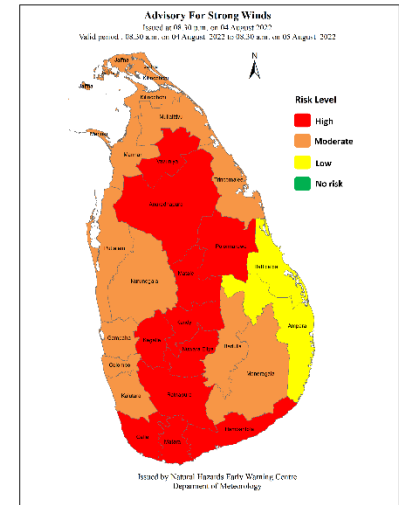 Advisory For Strong Winds
Issued at 08.30 a.m. on 04 August 2022
Valid period : 08.30 a.m. on 04 August 2022 to 08.30 a.m. on 05 August 2022
N
Risk Level
High
Moderate
Low
No risk
Jaffna
Kilinochchi
Jaffna
Mullaitivu
Mannar
Vavuniya
Trincomalee
Anuradhapura
Puttalam
Polonnaruwa
Batticaloa
Kurunegala
Matale
Ampara
Gampaha
Kegalle
Kandy
Nuwara Eliya
Badulla
Colombo
Moneragala
Kalutara
Ratnapura
Galle
Matara
Hambantota
Issued by Natural Hazards Early Warning Centre
Department of Meteorology